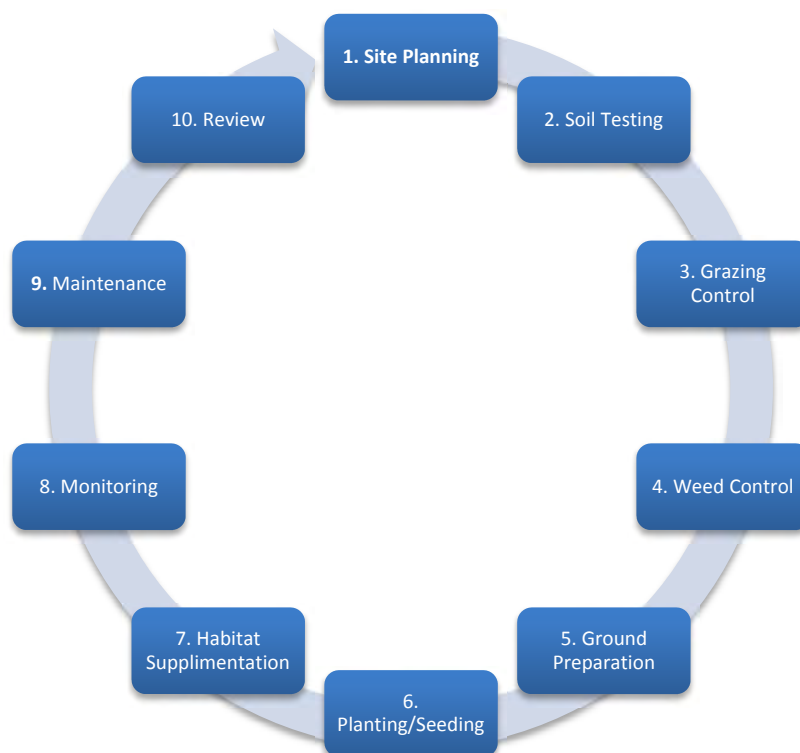 1. Site Planning
2. Soil Testing
3. Grazing
Control
4. Weed Control
5. Ground
Preparation
6.
Planting/Seeding
7. Habitat
Supplimentation
8. Monitoring
9. Maintenance
10. Review